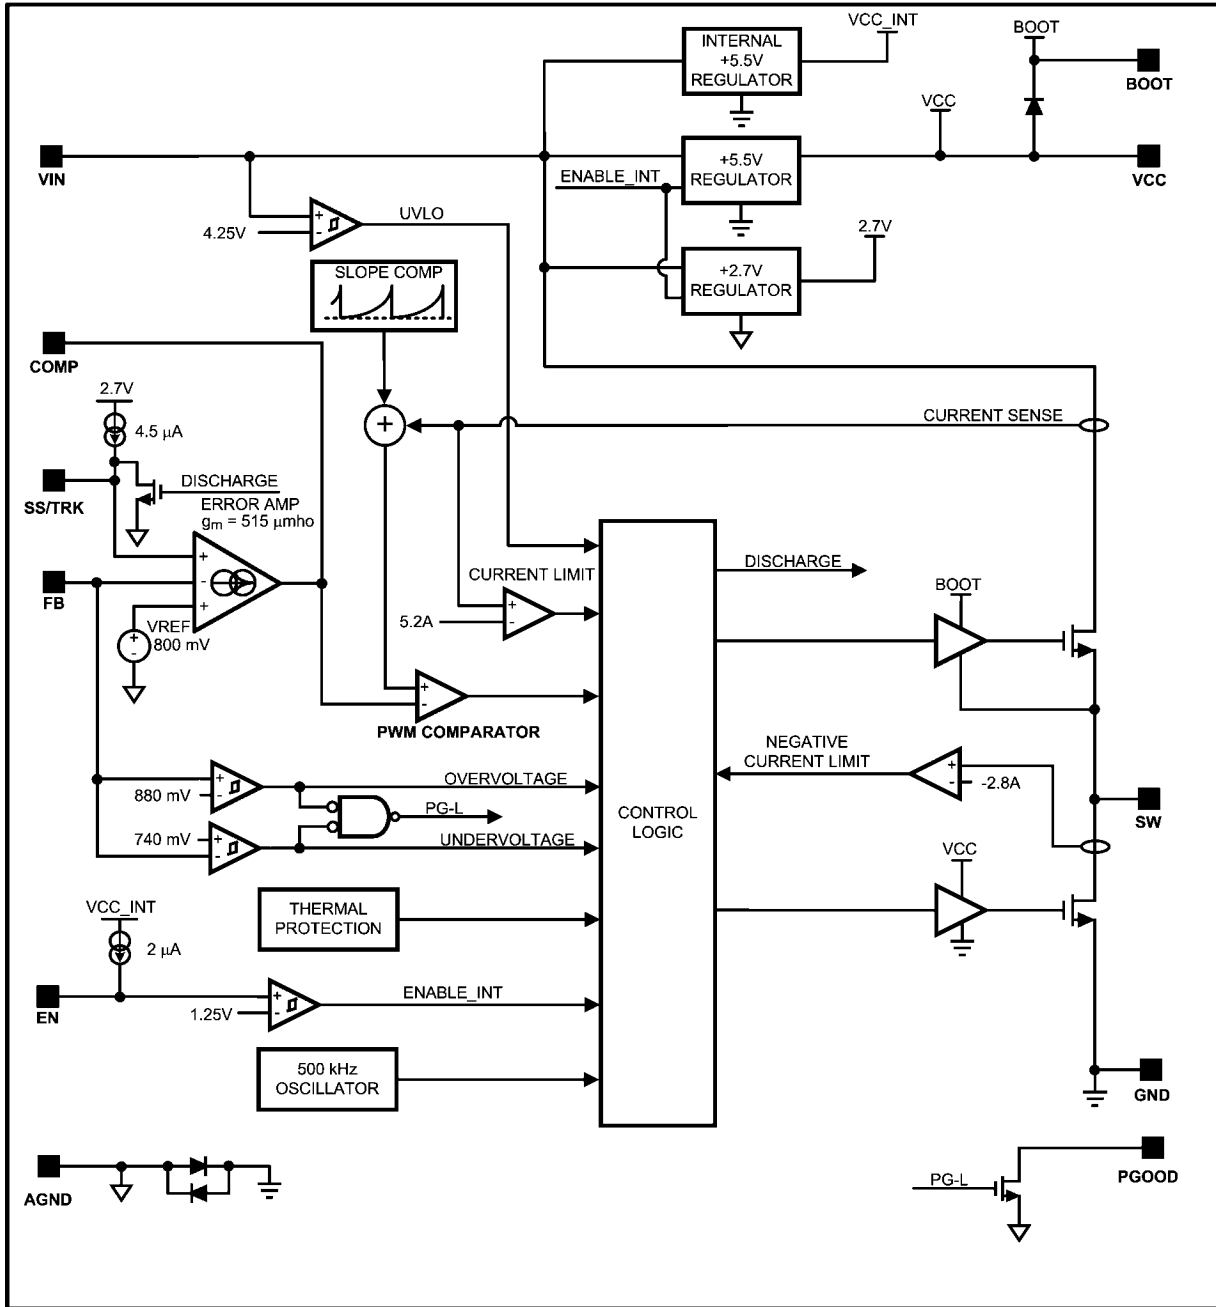 VCC_INT
BOOT
INTERNAL
+5.5V
REGULATOR
BOOT
VCC
VIN
+5.5V
REGULATOR
ENABLE_INT
VCC
+
-
4.25V
UVLO
2.7V
+2.7V
REGULATOR
SLOPE COMP
COMP
2.7V
4.5 µA
+
CURRENT SENSE
SS/TRK
DISCHARGE
ERROR AMP
gm = 515 µmho
+
-
+
FB
VREF
800 mV
+
-
CURRENT LIMIT
5.2A
+
-
DISCHARGE
BOOT
+
-
PWM COMPARATOR
NEGATIVE
CURRENT LIMIT
+
-
-2.8A
SW
880 mV
+
-
OVERVOLTAGE
PG-L
740 mV
+
-
UNDERVOLTAGE
CONTROL
LOGIC
VCC
THERMAL
PROTECTION
VCC_INT
2 µA
EN
1.25V
+
-
ENABLE_INT
500 kHz
OSCILLATOR
GND
AGND
PG-L
PGOOD